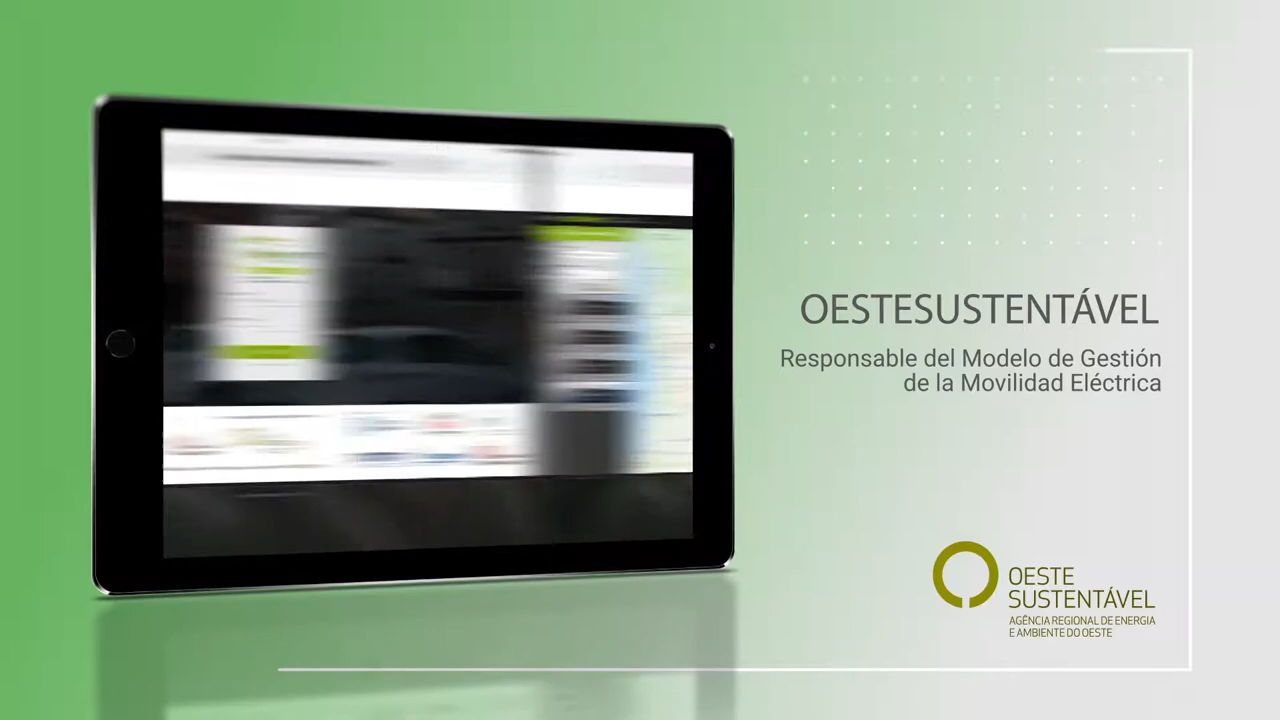 OESTESUSTENTÁVEL
Responsable del Modelo de Gestión
de la Movilidad Eléctrica
OESTE
SUSTENTÁVEL
AGÊNCIA REGIONAL DE ENERGIA
E AMBIENTE DO OESTE